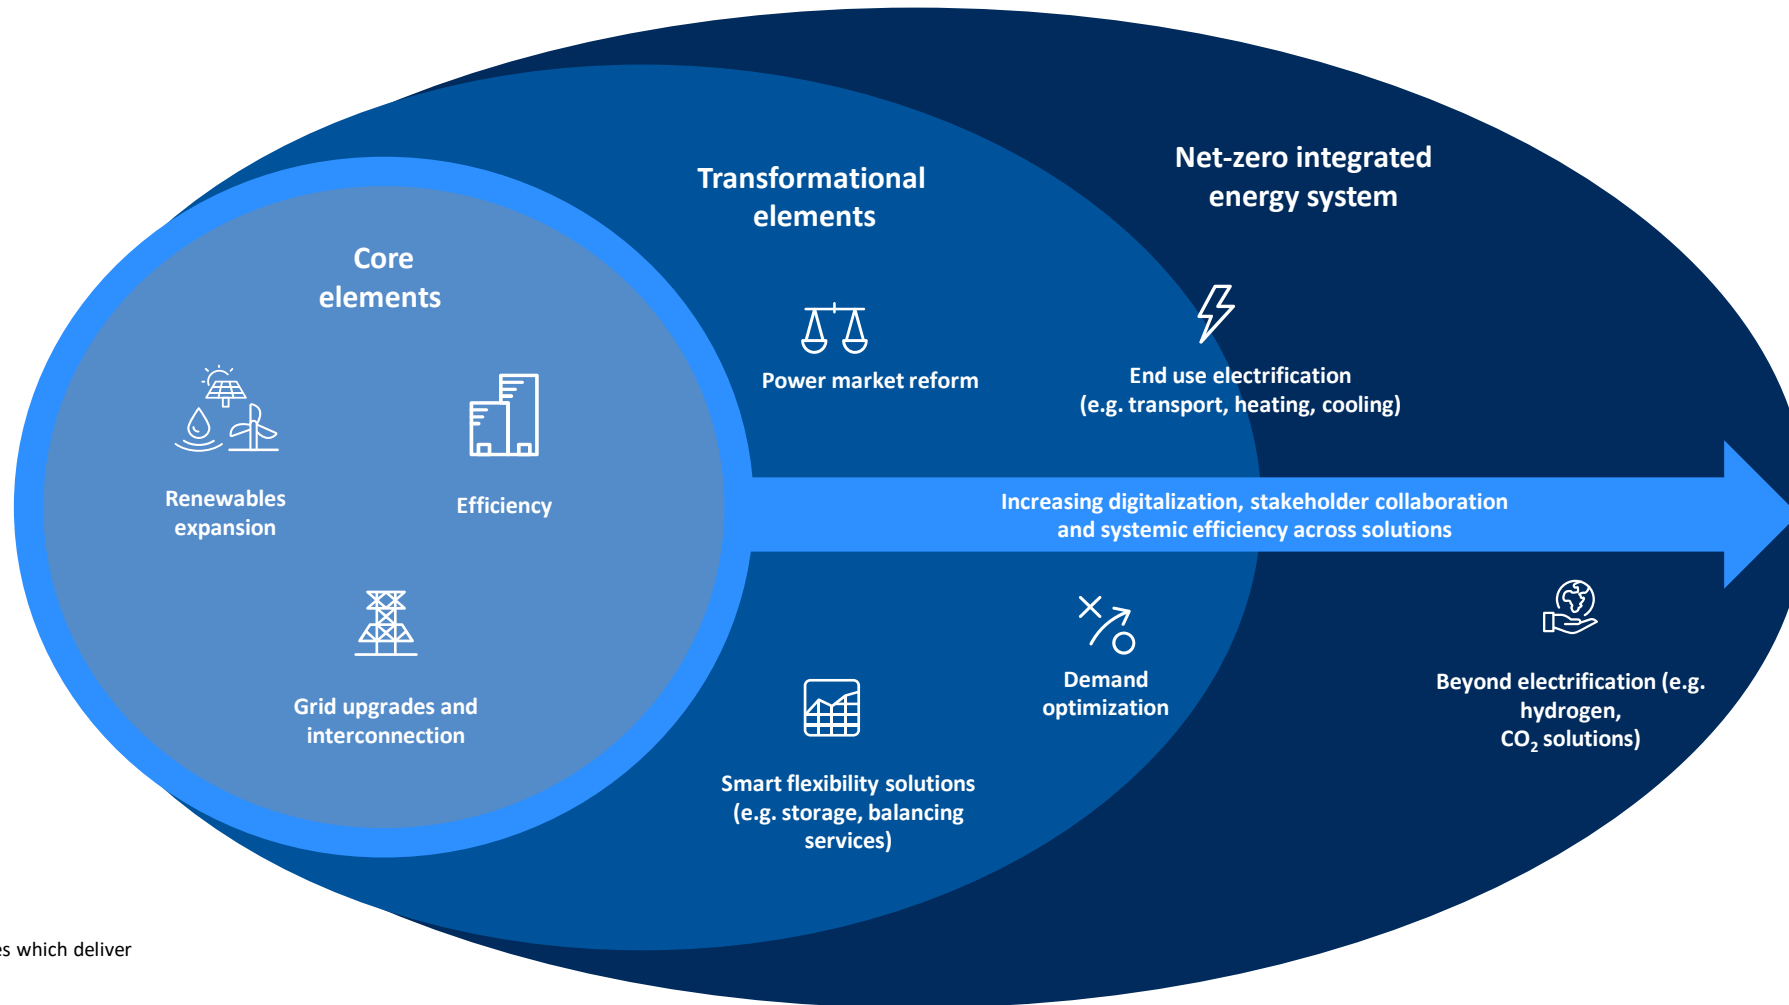 Core
elements
Renewables
expansion
Efficiency
Grid upgrades and
interconnection
Transformational
elements
Power market reform
Smart flexibility solutions
(e.g. storage, balancing
services)
Demand
optimization
Net-zero integrated
energy system
End use electrification
(e.g. transport, heating, cooling)
Increasing digitalization, stakeholder collaboration
and systemic efficiency across solutions
Beyond electrification (e.g.
hydrogen,
CO₂ solutions)
which deliver